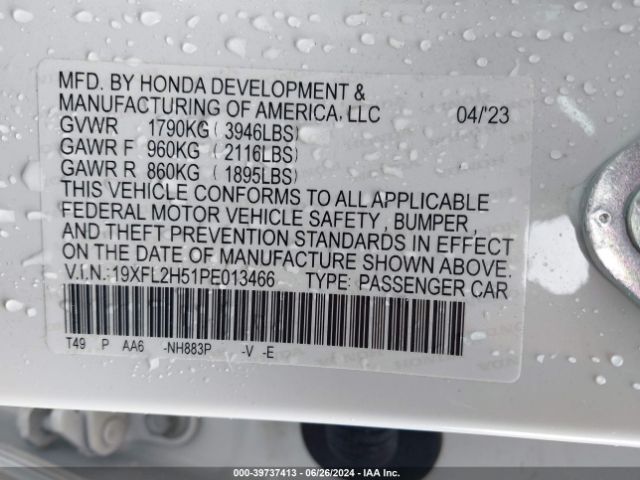 MFD. BY HONDA DEVELOPMENT &
MANUFACTURING OF AMERICA, LLC 04/'23
GVWR 1790KG ( 3946LBS)
GAWR F 960KG ( 2116LBS)
GAWR R 860KG ( 1895LBS)
THIS VEHICLE CONFORMS TO ALL APPLICABLE
FEDERAL MOTOR VEHICLE SAFETY , BUMPER ,
AND THEFT PREVENTION STANDARDS IN EFFECT
ON THE DATE OF MANUFACTURE SHOWN ABOVE.
V.I.N.:19XFL2H51PE013466 TYPE: PASSENGER CAR
T49 P AA6 -NH883P -V -E
000-39737413 - 06/26/2024 - IAA Inc.